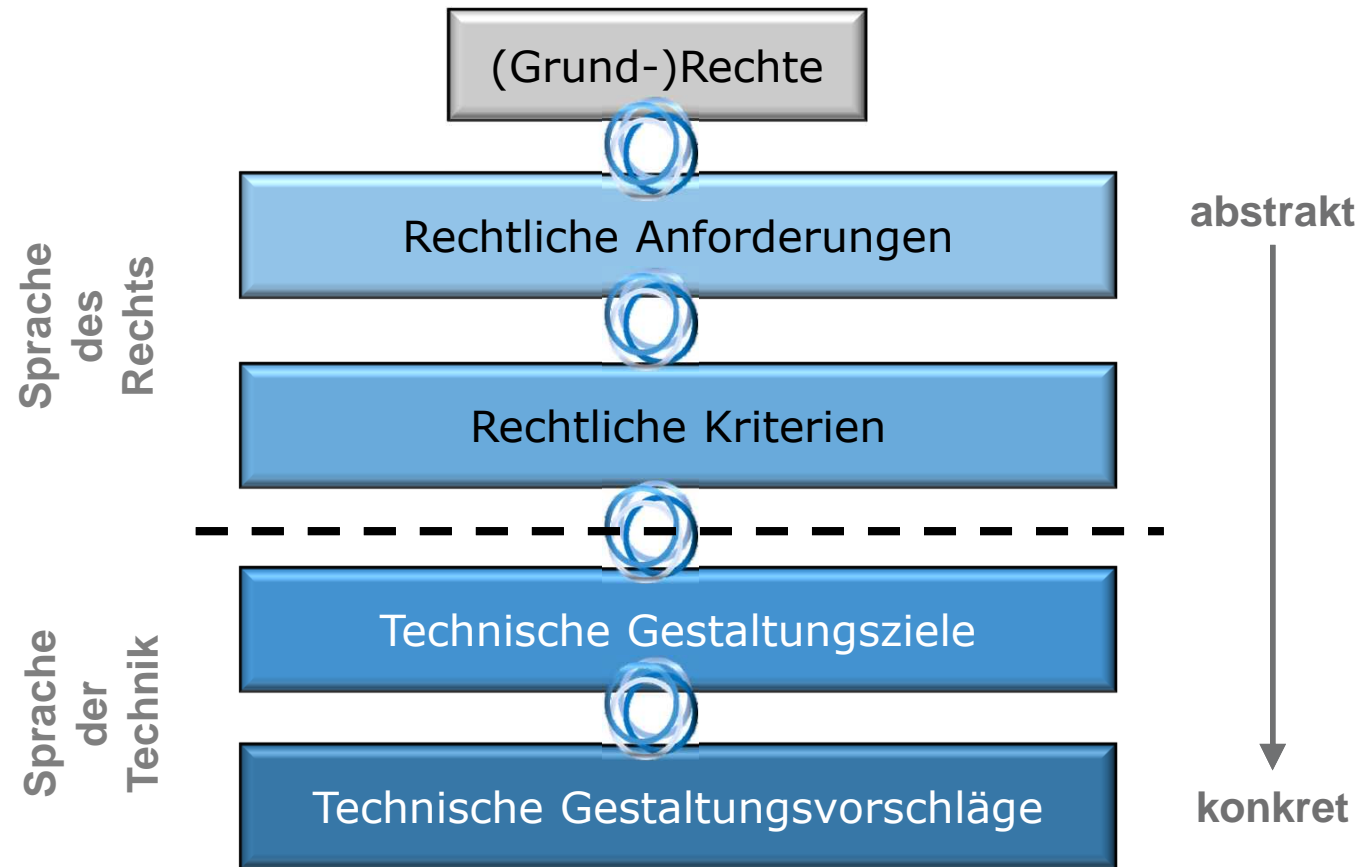 (Grund-)Rechte
Rechtliche Anforderungen
Rechtliche Kriterien
Technische Gestaltungsziele
Technische Gestaltungsvorschläge
Sprache
des
Rechts
Sprache
der
Technik
abstrakt
konkret